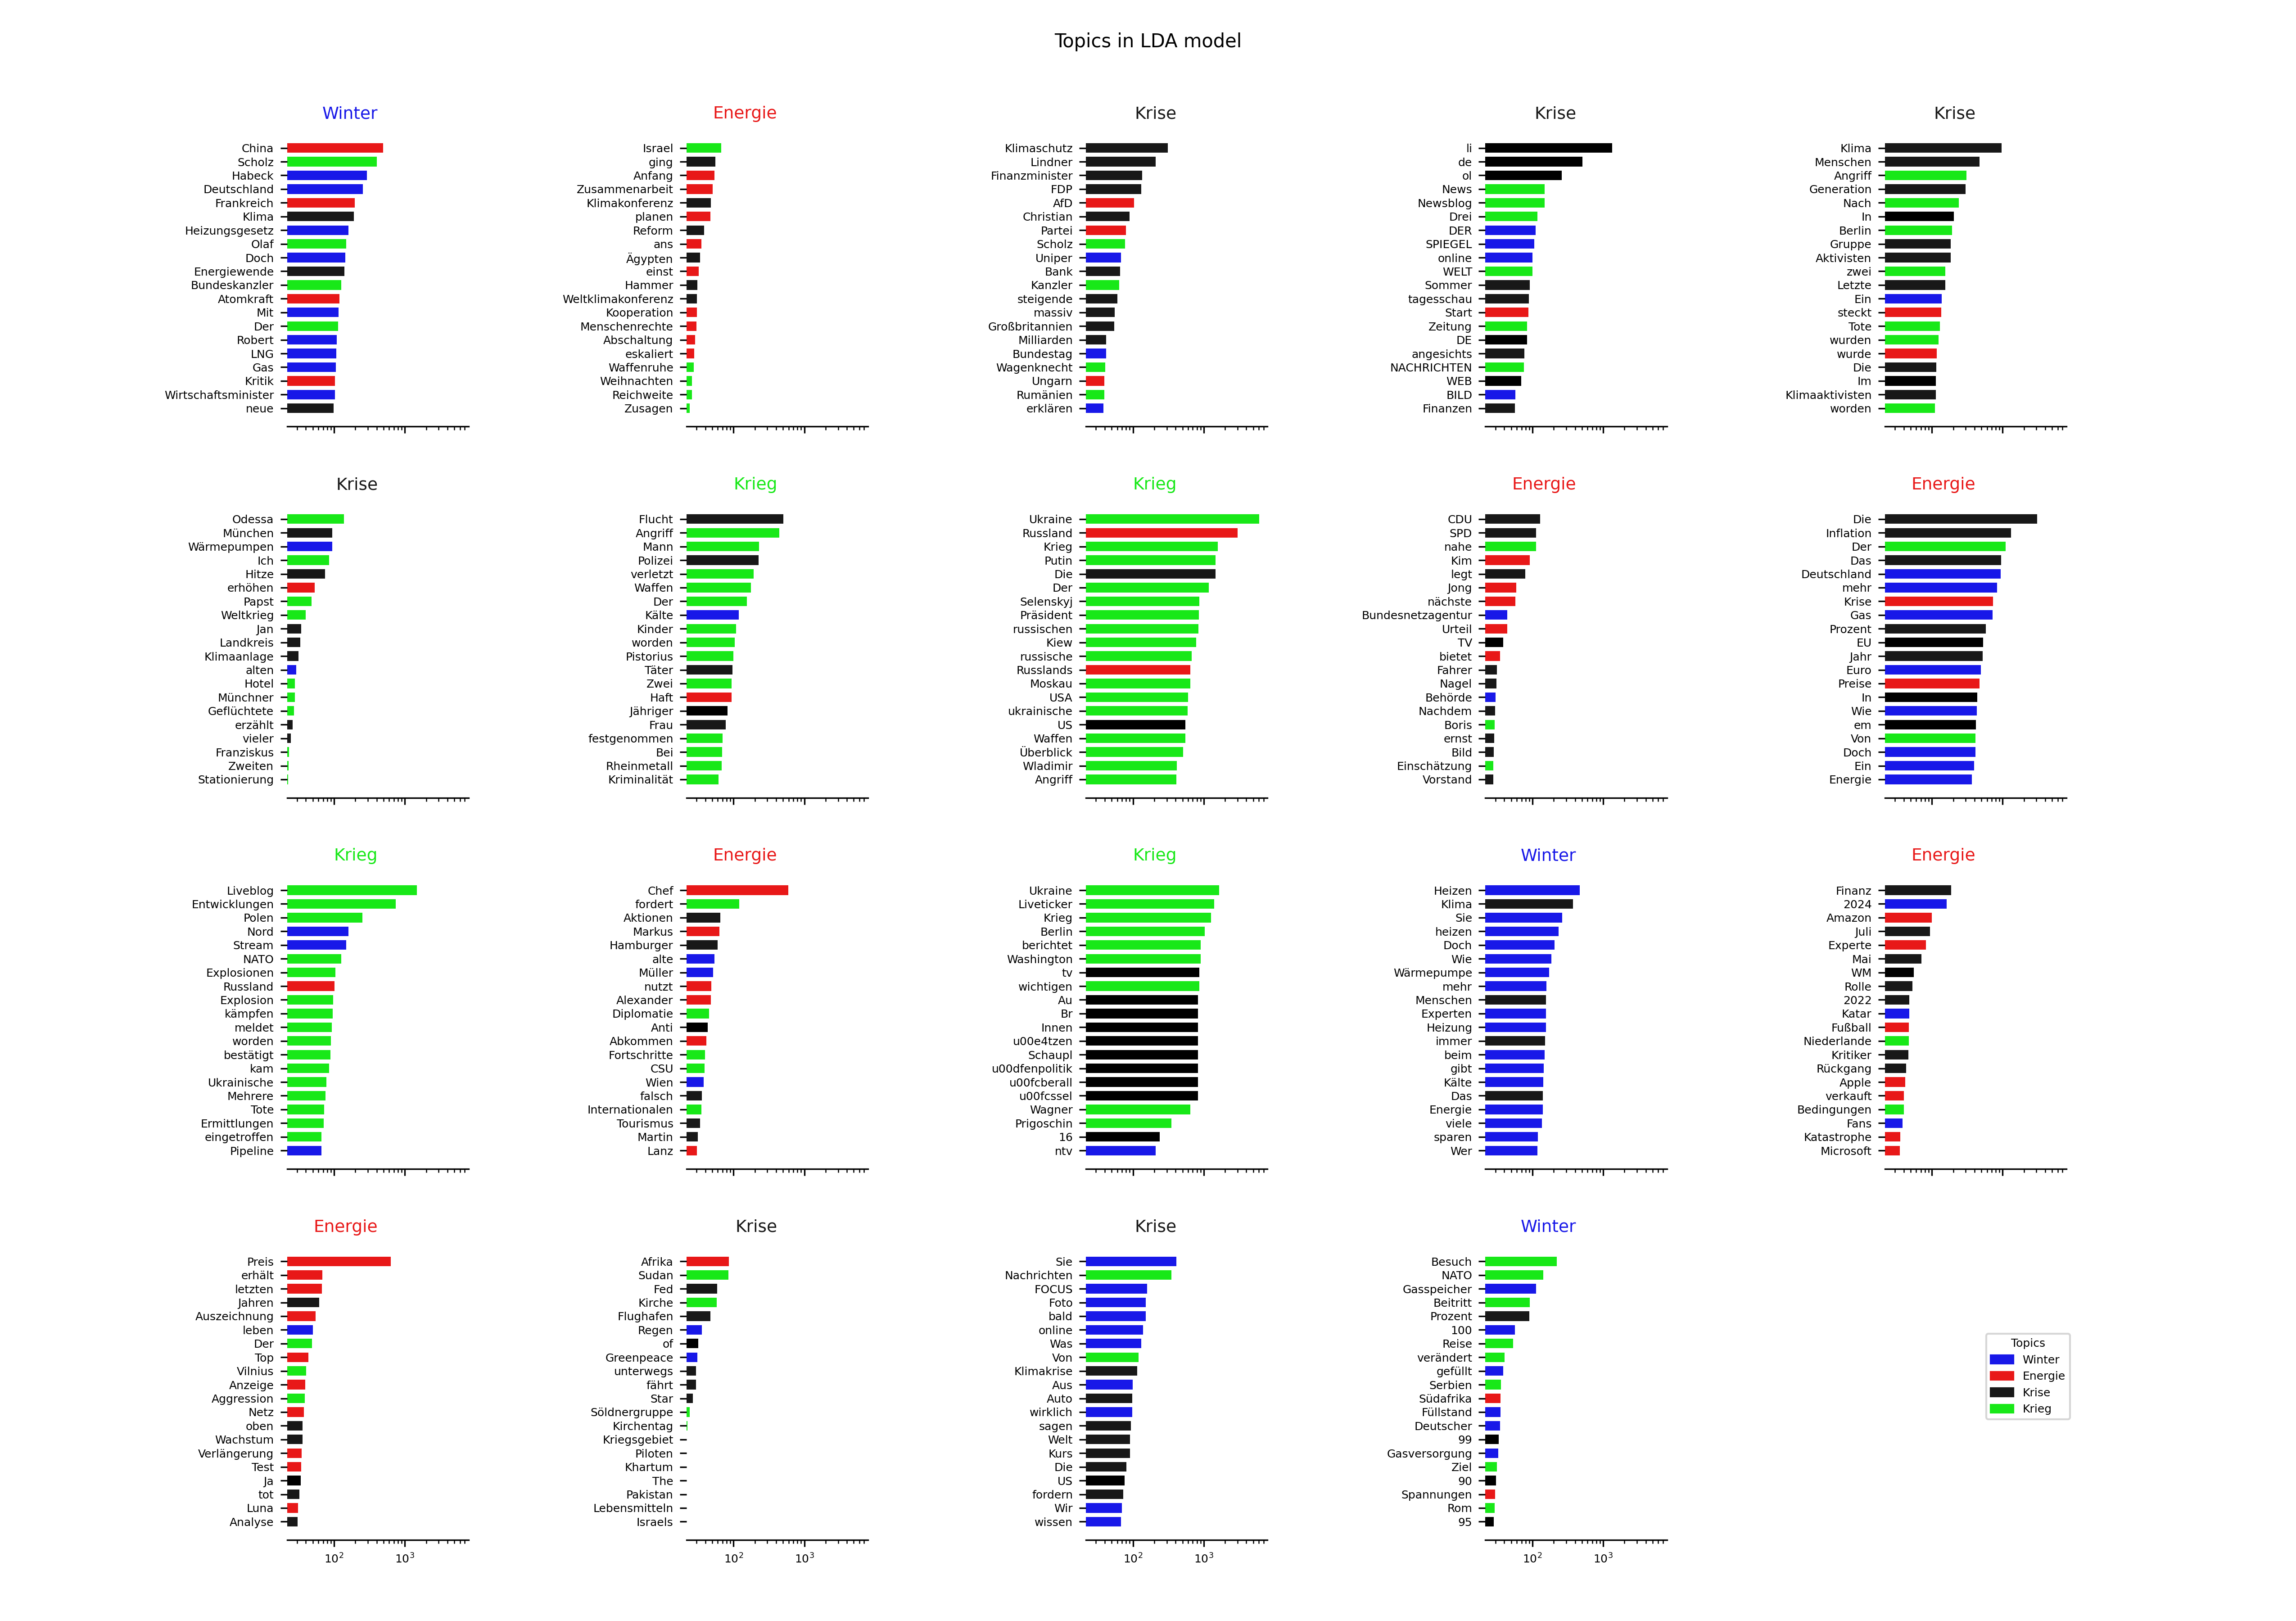 Topics in LDA model
Winter
China
Scholz
Habeck
Deutschland
Frankreich
Klima
Heizungsgesetz
Olaf
Doch
Energiewende
Bundeskanzler
Atomkraft
Mit
Der
Robert
LNG
Gas
Kritik
Wirtschaftsminister
neue
Energie
Israel
ging
Anfang
Zusammenarbeit
Klimakonferenz
planen
Reform
ans
Ägypten
einst
Hammer
Weltklimakonferenz
Kooperation
Menschenrechte
Abschaltung
eskaliert
Waffenruhe
Weihnachten
Reichweite
Zusagen
Krise
Klimaschutz
Lindner
Finanzminister
FDP
AfD
Christian
Partei
Scholz
Uniper
Bank
Kanzler
steigende
massiv
Großbritannien
Milliarden
Bundestag
Wagenknecht
Ungarn
Rumänien
erklären
Krise
li
de
ol
News
Newsblog
Drei
DER
SPIEGEL
online
WELT
Sommer
tagesschau
Start
Zeitung
DE
angesichts
NACHRICHTEN
WEB
BILD
Finanzen
Krise
Klima
Menschen
Angriff
Generation
Nach
In
Berlin
Gruppe
Aktivisten
zwei
Letzte
Ein
steckt
Tote
wurden
wurde
Die
Im
Klimaaktivisten
worden
Krise
Odessa
München
Wärmepumpen
Ich
Hitze
erhöhen
Papst
Weltkrieg
Jan
Landkreis
Klimaanlage
alten
Hotel
Münchner
Geflüchtete
erzählt
vieler
Franziskus
Zweiten
Stationierung
Krieg
Flucht
Angriff
Mann
Polizei
verletzt
Waffen
Der
Kälte
Kinder
worden
Pistorius
Täter
Zwei
Haft
Jähriger
Frau
festgenommen
Bei
Rheinmetall
Kriminalität
Krieg
Ukraine
Russland
Krieg
Putin
Die
Der
Selenskyj
Präsident
russischen
Kiew
russische
Russlands
Moskau
USA
ukrainische
US
Waffen
Überblick
Wladimir
Angriff
Energie
CDU
SPD
nahe
Kim
legt
Jong
nächste
Bundesnetzagentur
Urteil
TV
bietet
Fahrer
Nagel
Behörde
Nachdem
Boris
ernst
Bild
Einschätzung
Vorstand
Energie
Die
Inflation
Der
Das
Deutschland
mehr
Krise
Gas
Prozent
EU
Jahr
Euro
Preise
In
Wie
em
Von
Doch
Ein
Energie
Krieg
Liveblog
Entwicklungen
Polen
Nord
Stream
NATO
Explosionen
Russland
Explosion
kämpfen
meldet
worden
bestätigt
kam
Ukrainische
Mehrere
Tote
Ermittlungen
eingetroffen
Pipeline
Energie
Chef
fordert
Aktionen
Markus
Hamburger
alte
Müller
nutzt
Alexander
Diplomatie
Anti
Abkommen
Fortschritte
CSU
Wien
falsch
Internationalen
Tourismus
Martin
Lanz
Krieg
Ukraine
Liveticker
Krieg
Berlin
berichtet
Washington
tv
wichtigen
Au
Br
Innen
u00e4tzen
Schaupl
u00dfenpolitik
u00fcberall
u00fcssel
Wagner
Prigoschin
16
ntv
Winter
Heizen
Klima
Sie
heizen
Doch
Wie
Wärmepumpe
mehr
Menschen
Experten
Heizung
immer
beim
gibt
Kälte
Das
Energie
viele
sparen
Wer
Energie
Finanz
2024
Amazon
Juli
Experte
Mai
WM
Rolle
2022
Katar
Fußball
Niederlande
Kritiker
Rückgang
Apple
verkauft
Bedingungen
Fans
Katastrophe
Microsoft
Energie
Preis
erhält
letzten
Jahren
Auszeichnung
leben
Der
Top
Vilnius
Anzeige
Aggression
Netz
oben
Wachstum
Verlängerung
Test
Ja
tot
Luna
Analyse
10²
10³
Krise
Afrika
Sudan
Fed
Kirche
Flughafen
Regen
of
Greenpeace
unterwegs
fährt
Star
Söldnergruppe
Kirchentag
Kriegsgebiet
Piloten
Khartum
The
Pakistan
Lebensmitteln
Israels
10²
10³
Krise
Sie
Nachrichten
FOCUS
Foto
bald
online
Was
Von
Klimakrise
Aus
Auto
wirklich
sagen
Welt
Kurs
Die
US
fordern
Wir
wissen
10²
10³
Winter
Besuch
NATO
Gasspeicher
Beitritt
Prozent
100
Reise
verändert
gefüllt
Serbien
Südafrika
Füllstand
Deutscher
99
Gasversorgung
Ziel
90
Spannungen
Rom
95
10²
10³
Topics
Winter
Energie
Krise
Krieg